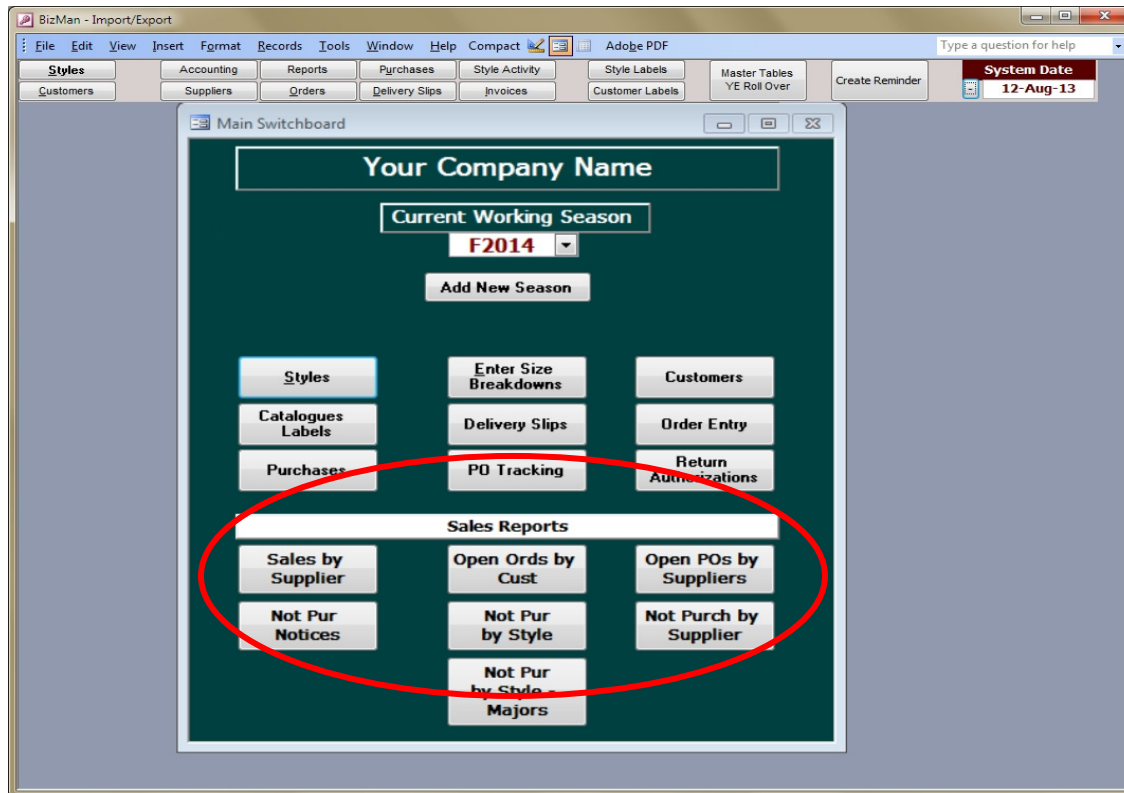 BizMan - Import/Export
File Edit View Insert Format Records Tools Window Help Compact Adobe PDF Type a question for help
Styles Accounting Reports Purchases Style Activity Style Labels Master Tables YE Roll Over Create Reminder System Date
Customers Suppliers Orders Delivery Slips Invoices Customer Labels 12-Aug-13
Main Switchboard
Your Company Name
Current Working Season
F2014
Add New Season
Styles
Enter Size
Breakdowns
Customers
Catalogues
Labels
Delivery Slips
Order Entry
Purchases
PO Tracking
Return
Authorizations
Sales Reports
Sales by
Supplier
Open Ords by
Cust
Open POs by
Suppliers
Not Pur
Notices
Not Pur
by Style
Not Purch by
Supplier
Not Pur
by Style -
Majors